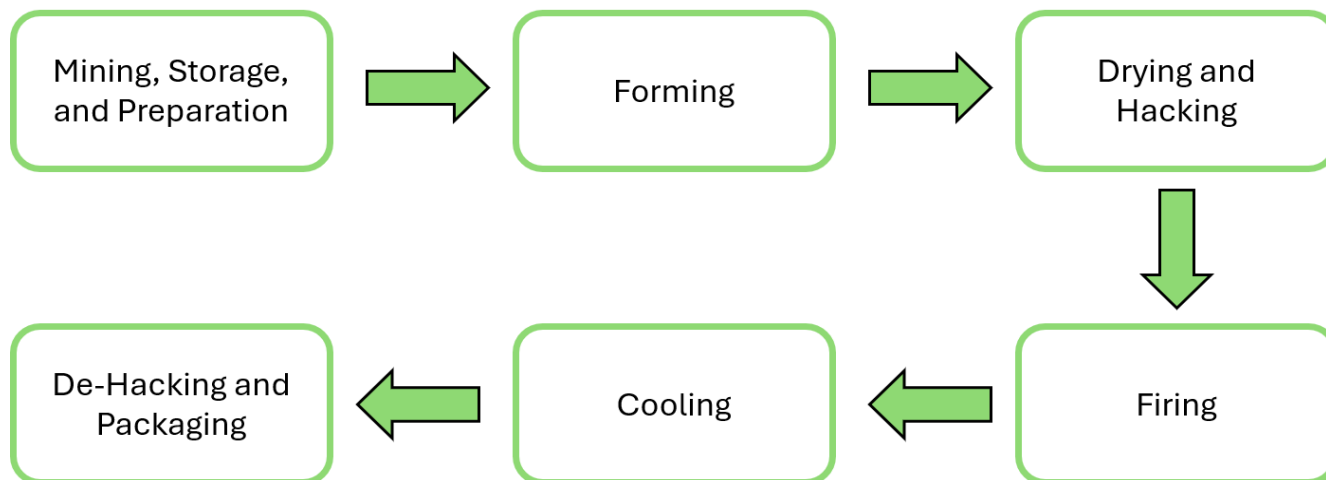 Mining, Storage,
and Preparation
Forming
Drying and
Hacking
Firing
Cooling
De-Hacking and
Packaging